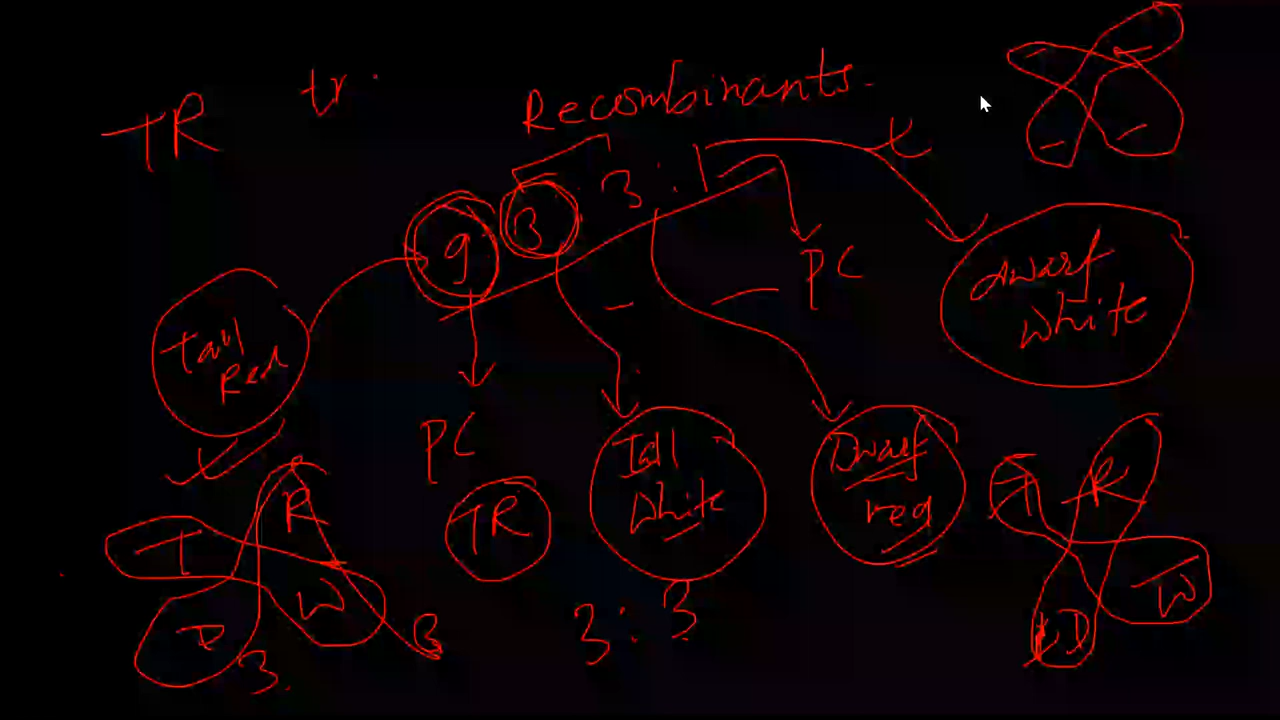 TR tr.
Recombinants.
9 3 3 : 1 t
PC
Dwarf
White
Tall
Red
PC
TR
Tall
White
Dwarf
red
T R
D W
3. 3
3 : 3
T R
D W